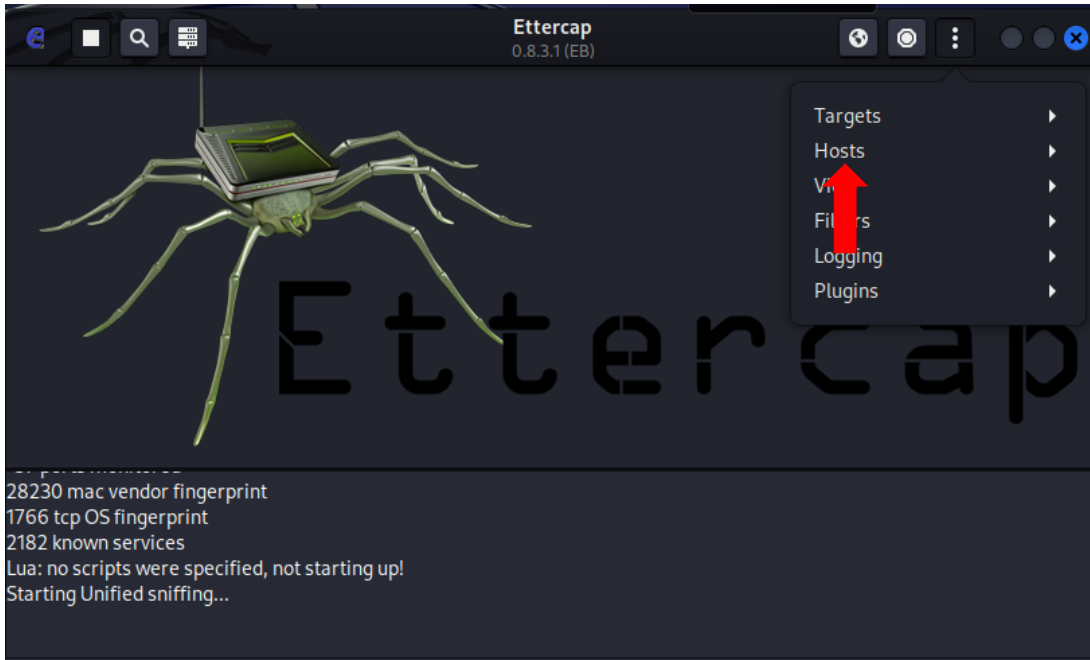 Ettercap
0.8.3.1 (EB)
Targets
Hosts
Filters
Logging
Plugins
Ettercap
28230 mac vendor fingerprint
1766 tcp OS fingerprint
2182 known services
Lua: no scripts were specified, not starting up!
Starting Unified sniffing...